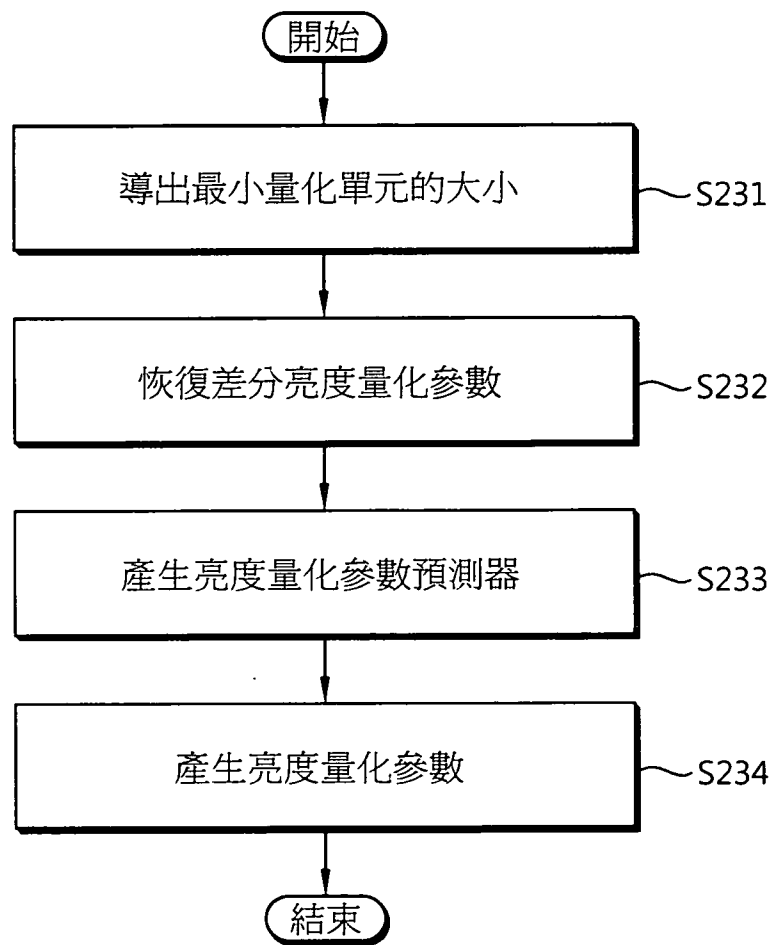 開始
導出最小量化單元的大小
S231
恢復差分亮度量化參數
S232
產生亮度量化參數預測器
S233
產生亮度量化參數
S234
結束